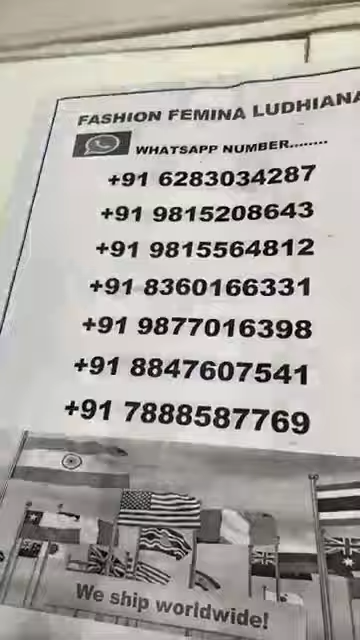 FASHION FEMINA LUDHIANA
WHATSAPP NUMBER........
+91 6283034287
+91 9815208643
+91 9815564812
+91 8360166331
+91 9877016398
+91 8847607541
+91 7888587769
We ship worldwide!